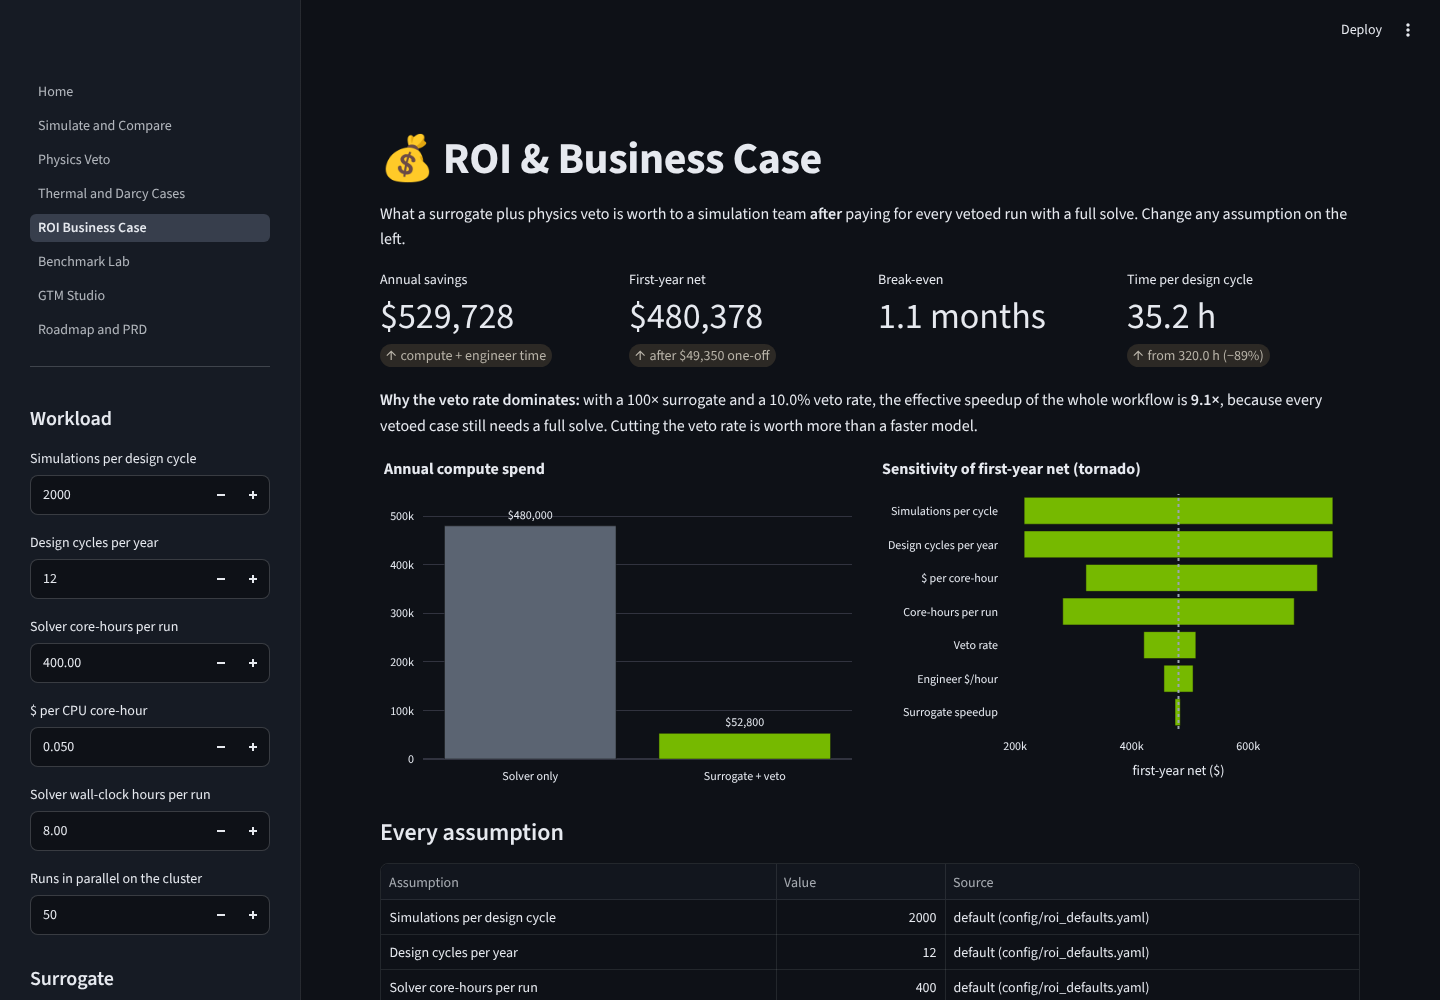 Deploy
Home
Simulate and Compare
Physics Veto
Thermal and Darcy Cases
ROI Business Case
Benchmark Lab
GTM Studio
Roadmap and PRD
Workload
Simulations per design cycle
2000
Design cycles per year
12
Solver core-hours per run
400.00
$ per CPU core-hour
0.050
Solver wall-clock hours per run
8.00
Runs in parallel on the cluster
50
Surrogate
💰 ROI & Business Case
What a surrogate plus physics veto is worth to a simulation team after paying for every vetoed run with a full solve. Change any assumption on the
left.
Annual savings
$529,728
↑ compute + engineer time
First-year net
$480,378
↑ after $49,350 one-off
Break-even
1.1 months
Time per design cycle
35.2 h
↑ from 320.0 h (−89%)
Why the veto rate dominates: with a 100× surrogate and a 10.0% veto rate, the effective speedup of the whole workflow is 9.1×, because every
vetoed case still needs a full solve. Cutting the veto rate is worth more than a faster model.
Annual compute spend
500k
400k
300k
200k
100k
0
$480,000
$52,800
Solver only
Surrogate + veto
Sensitivity of first-year net (tornado)
Simulations per cycle
Design cycles per year
$ per core-hour
Core-hours per run
Veto rate
Engineer $/hour
Surrogate speedup
200k
400k
600k
first-year net ($)
Every assumption
Assumption Value Source
Simulations per design cycle 2000 default (config/roi_defaults.yaml)
Design cycles per year 12 default (config/roi_defaults.yaml)
Solver core-hours per run 400 default (config/roi_defaults.yaml)